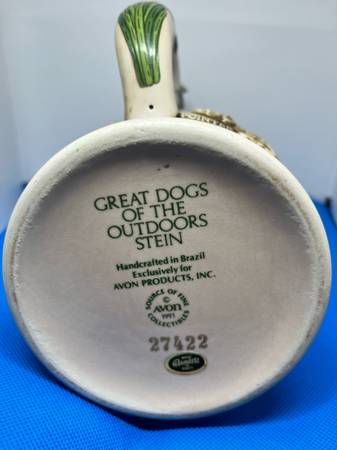 POINTER
GREAT DOGS
OF THE
OUTDOORS
STEIN
Handcrafted in Brazil
Exclusively for
AVON PRODUCTS, INC.
SOURCE OF FINE
©
AVON
1991
COLLECTIBLES
27422